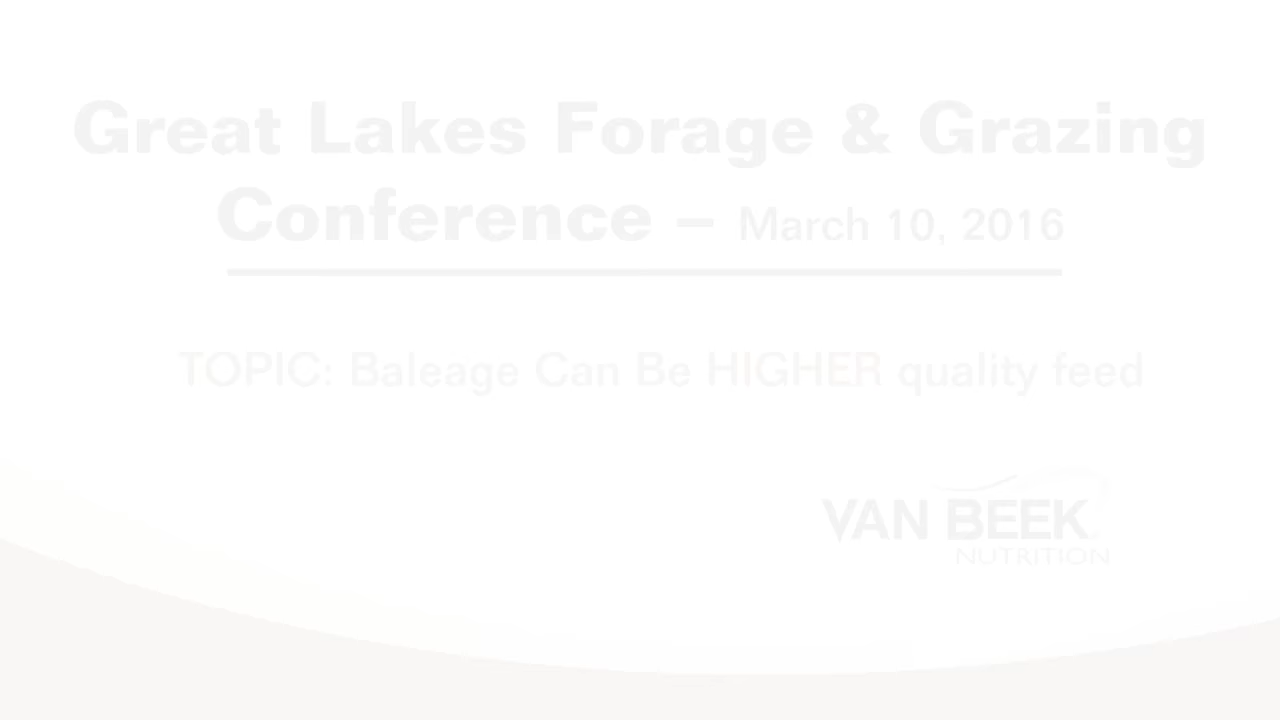 Great Lakes Forage & Grazing
Conference – March 10, 2016
TOPIC: Baleage Can Be HIGHER quality feed
VAN BEEK
NUTRITION